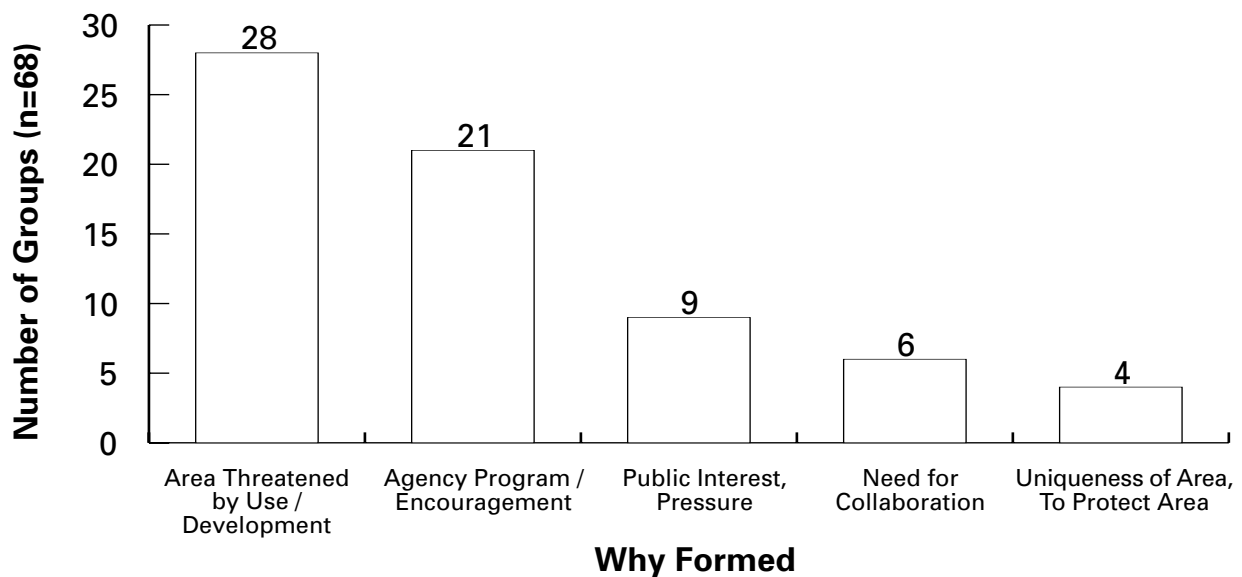 Number of Groups (n=68)
30
25
20
15
10
5
0
28
21
9
6
4
Area Threatened
by Use /
Development
Agency Program /
Encouragement
Public Interest,
Pressure
Need for
Collaboration
Uniqueness of Area,
To Protect Area
Why Formed